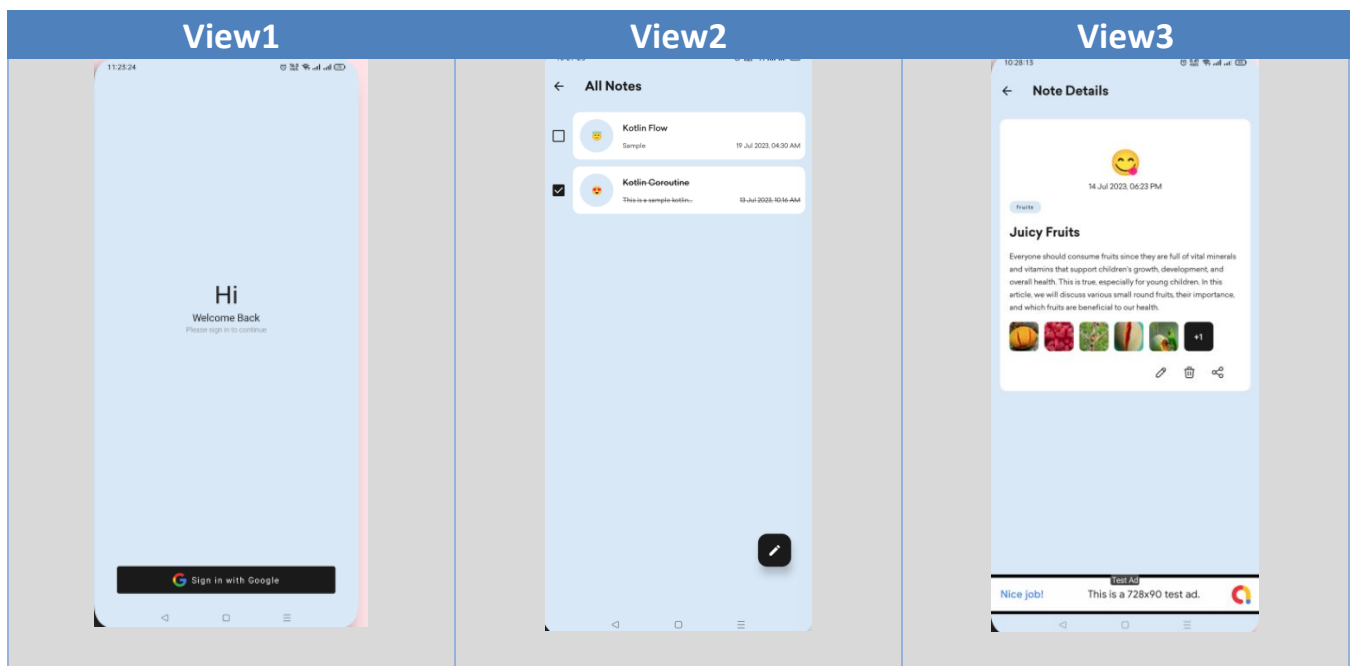 View1
View2
View3
11:25:24
Hi
Welcome Back
Please sign in to continue
Sign in with Google
All Notes
Kotlin Flow
Sample
19 Jul 2023, 04:30 AM
Kotlin Coroutine
This is a sample kotlin...
13 Jul 2023, 10:16 AM
10:28:13
Note Details
14 Jul 2023, 06:23 PM
fruits
Juicy Fruits
Everyone should consume fruits since they are full of vital minerals
and vitamins that support children's growth, development, and
overall health. This is true, especially for young children. In this
article, we will discuss various small round fruits, their importance,
and which fruits are beneficial to our health.
+1
Test Ad
Nice job!
This is a 728x90 test ad.